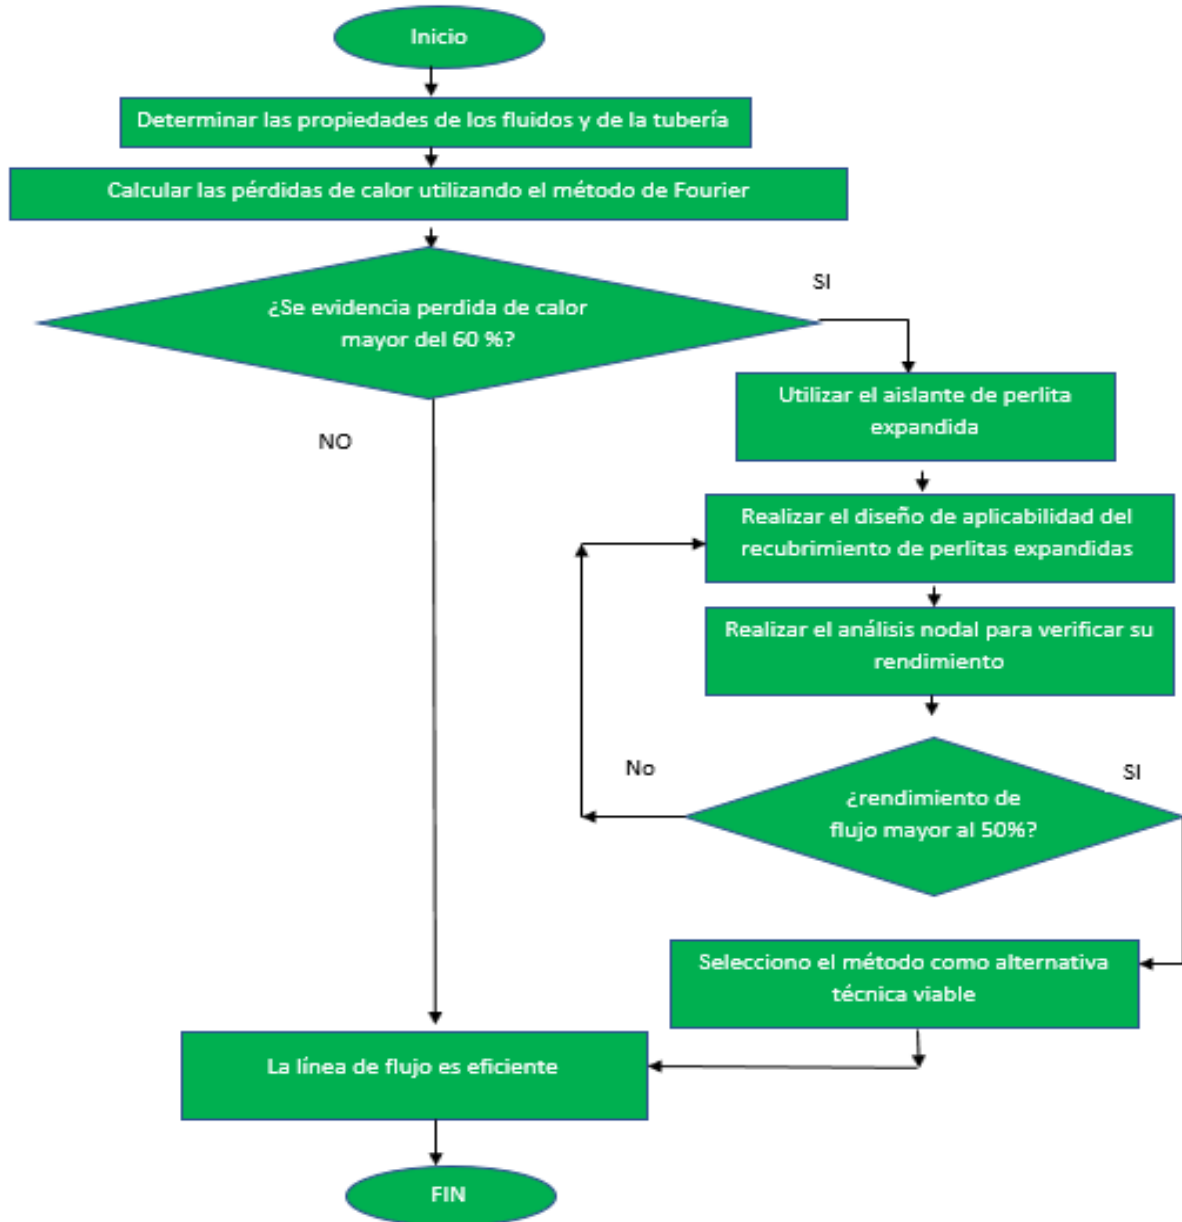 Inicio
Determinar las propiedades de los fluidos y de la tubería
Calcular las pérdidas de calor utilizando el método de Fourier
¿Se evidencia perdida de calor
mayor del 60 %?
SI
NO
Utilizar el aislante de perlita
expandida
Realizar el diseño de aplicabilidad del
recubrimiento de perlitas expandidas
Realizar el análisis nodal para verificar su
rendimiento
¿rendimiento de
flujo mayor al 50%?
No
SI
Selecciono el método como alternativa
técnica viable
La línea de flujo es eficiente
FIN